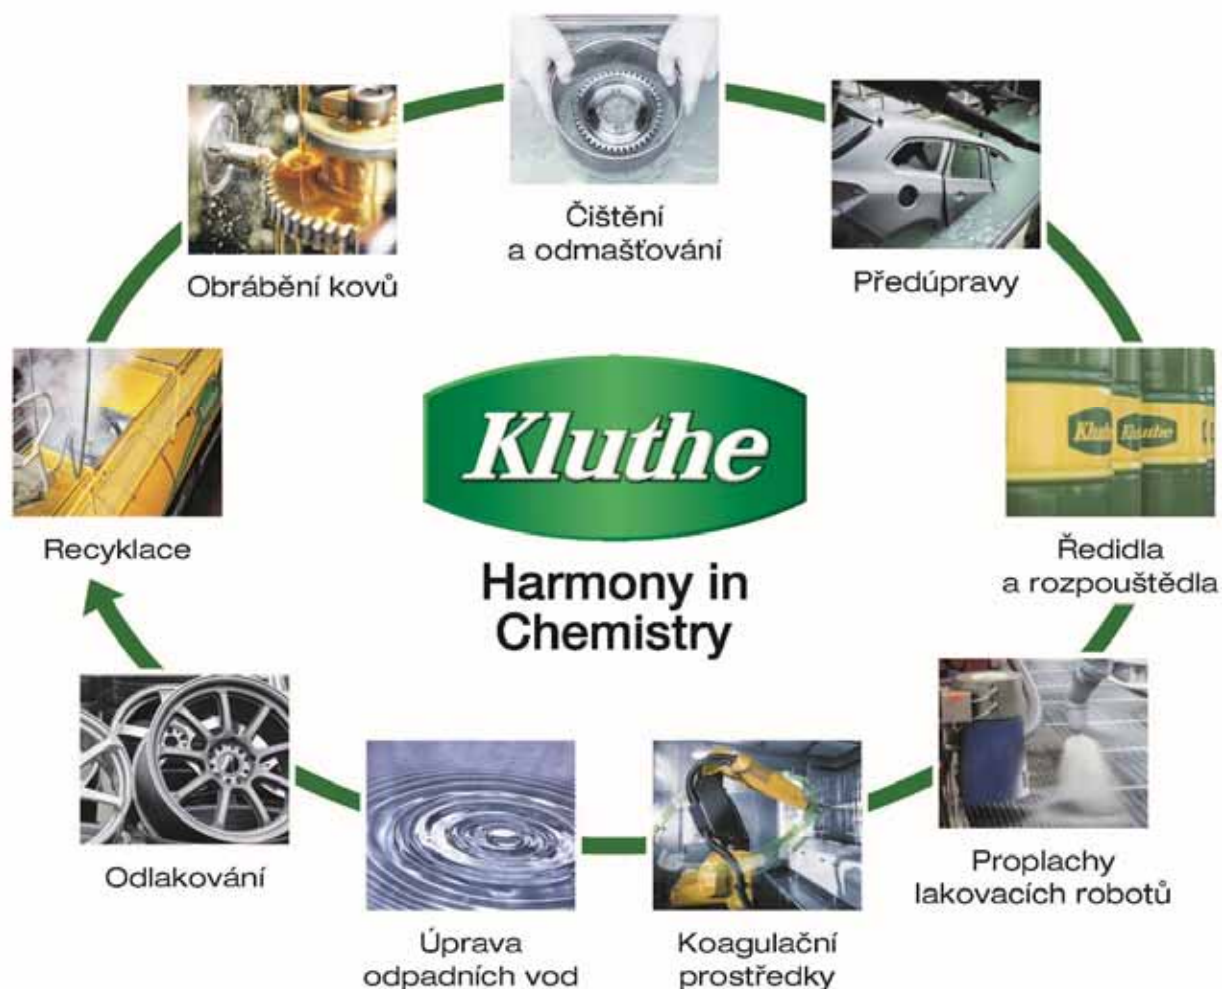 Čištění
a odmašťování
Předúpravy
Ředidla
a rozpouštědla
Proplachy
lakovacích robotů
Koagulační
prostředky
Úprava
odpadních vod
Odlakování
Recyklace
Obrábění kovů
Kluthe
Harmony in
Chemistry
Kluthe